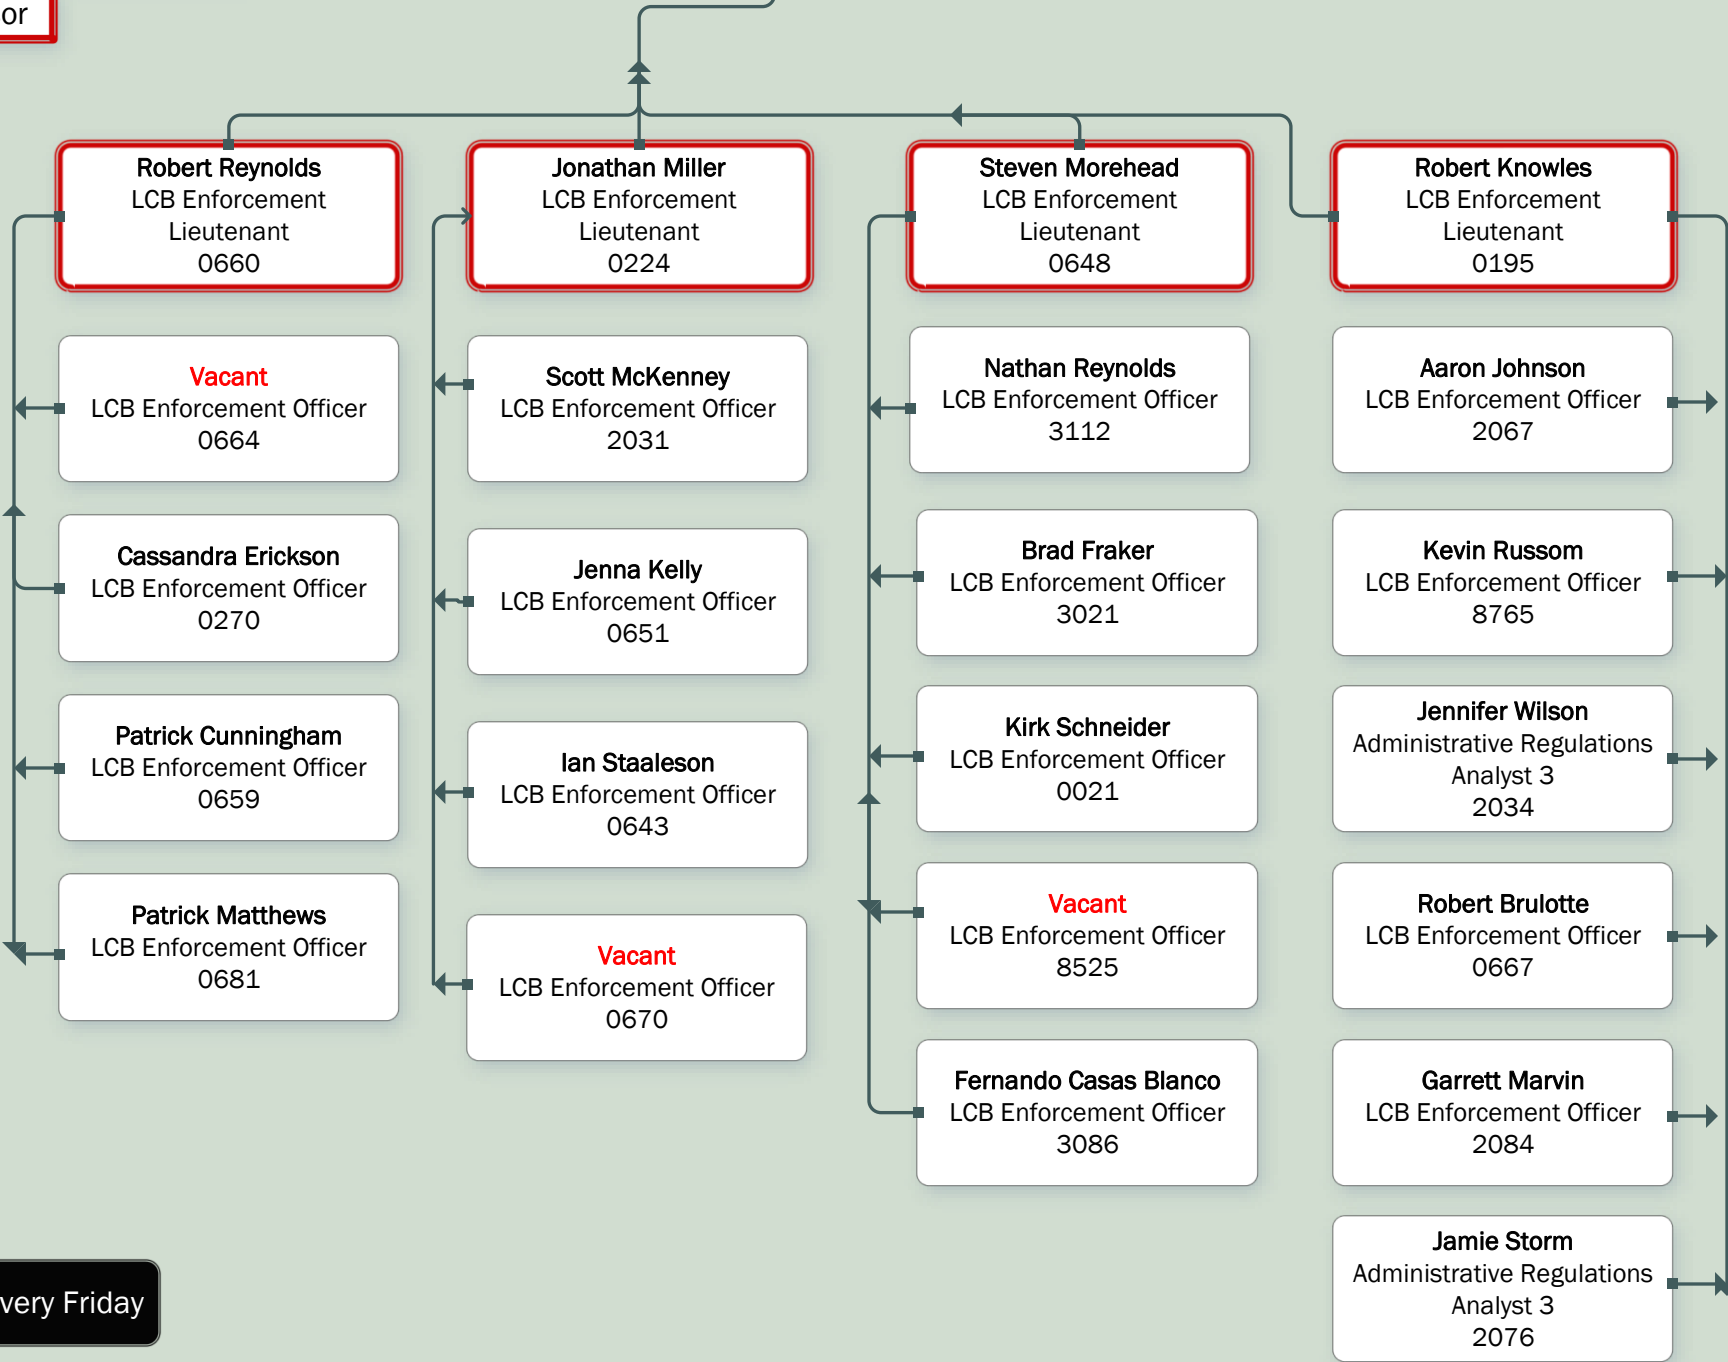 or
Robert Reynolds
LCB Enforcement
Lieutenant
0660
Vacant
LCB Enforcement Officer
0664
Cassandra Erickson
LCB Enforcement Officer
0270
Patrick Cunningham
LCB Enforcement Officer
0659
Patrick Matthews
LCB Enforcement Officer
0681
Jonathan Miller
LCB Enforcement
Lieutenant
0224
Scott McKenney
LCB Enforcement Officer
2031
Jenna Kelly
LCB Enforcement Officer
0651
Ian Staaleson
LCB Enforcement Officer
0643
Vacant
LCB Enforcement Officer
0670
Steven Morehead
LCB Enforcement
Lieutenant
0648
Nathan Reynolds
LCB Enforcement Officer
3112
Brad Fraker
LCB Enforcement Officer
3021
Kirk Schneider
LCB Enforcement Officer
0021
Vacant
LCB Enforcement Officer
8525
Fernando Casas Blanco
LCB Enforcement Officer
3086
Robert Knowles
LCB Enforcement
Lieutenant
0195
Aaron Johnson
LCB Enforcement Officer
2067
Kevin Russom
LCB Enforcement Officer
8765
Jennifer Wilson
Administrative Regulations
Analyst 3
2034
Robert Brulotte
LCB Enforcement Officer
0667
Garrett Marvin
LCB Enforcement Officer
2084
Jamie Storm
Administrative Regulations
Analyst 3
2076
very Friday